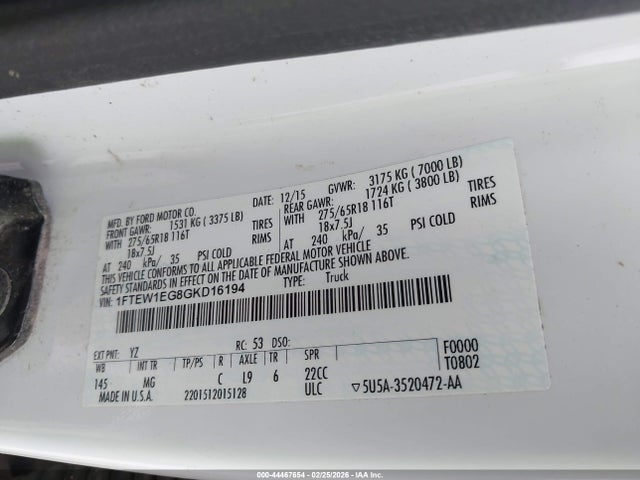 MFD. BY FORD MOTOR CO. DATE: 12/15 GVWR: 3175 KG ( 7000 LB)
FRONT GAWR: 1531 KG ( 3375 LB) REAR GAWR: 1724 KG ( 3800 LB)
WITH 275/65R18 116T TIRES WITH 275/65R18 116T TIRES
18x7.5J RIMS 18x7.5J RIMS
AT 240 kPa/ 35 PSI COLD AT 240 kPa/ 35 PSI COLD
THIS VEHICLE CONFORMS TO ALL APPLICABLE FEDERAL MOTOR VEHICLE
SAFETY STANDARDS IN EFFECT ON THE DATE OF MANUFACTURE SHOWN ABOVE.
VIN: 1FTEW1EG8GKD16194 TYPE: Truck
EXT PNT: YZ RC: 53 DSO: F0000
WB INT TR TP/PS R AXLE TR SPR T0802
145 MG C L9 6 22CC
MADE IN U.S.A. 2201512015128 ULC ▽5U5A-3520472-AA
000-44467654 - 02/25/2026 - IAA Inc.